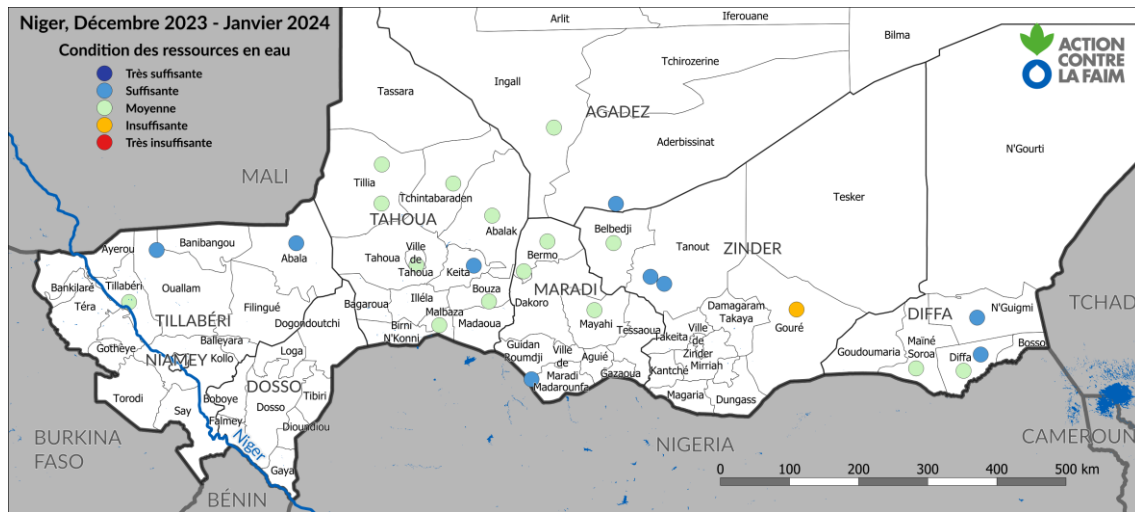 Niger, Décembre 2023 - Janvier 2024
Condition des ressources en eau
Très suffisante
Suffisante
Moyenne
Insuffisante
Très insuffisante
ACTION
CONTRE
LA FAIM
Arlit
Iferouane
Bilma
Tchirozerine
Ingall
Tassara
AGADEZ
Aderbissinat
N'Gourti
MALI
Tillia
Tchintabaraden
Tesker
TAHOUA
Abalak
Belbedji
Tanout
ZINDER
Ayerou
Banibangou
Abala
Tahoua
Ville
de
Tahoua
Keita
Bermo
Bankilaré
Tillabéri
Ouallam
Téra
Filingué
Bagaroua
Illéla
Bouza
Dakoro
MARADI
Damagaram
Takaya
N'Guigmi
TCHAD
TILLABÉRI
Dogondoutchi
Birni
N'Konni
Malbaza
Madaoua
Mayahi
Tessaoua
Gouré
DIFFA
Gotheye
Balleyara
Guidan
Roumdji
Ville
de
Maradi
Madarounfa
Aguié
Gazaoua
Takeita
Ville
de
Zinder
Mirriah
Kantché
Goudoumaria
Maïné
Soroa
Diffa
Bosso
NIAMEY
Kollo
Loga
DOSSO
Tibiri
Torodi
Say
Boboye
Dosso
Magaria
Dungass
Falmey
Dioundiou
Niger
Gaya
BURKINA
FASO
BÉNIN
NIGERIA
CAMEROUN
0 100 200 300 400 500 km